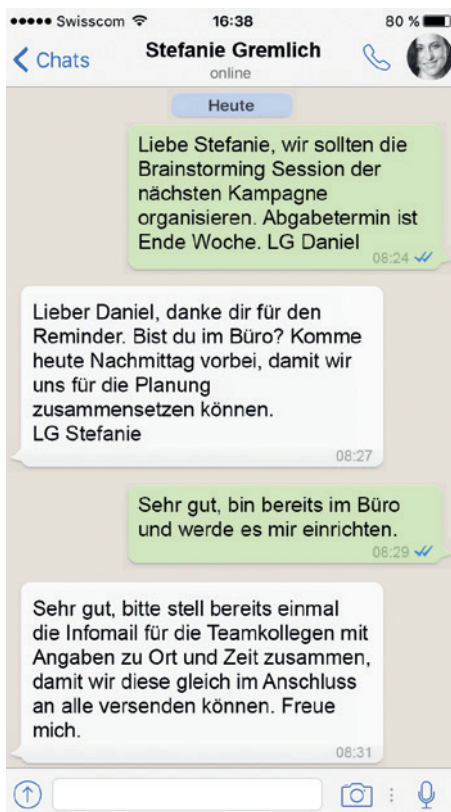 Swisscom 16:38 80 %
Chats Stefanie Gremlich
online
Heute
Liebe Stefanie, wir sollten die
Brainstorming Session der
nächsten Kampagne
organisieren. Abgabetermin ist
Ende Woche. LG Daniel
08:24
Lieber Daniel, danke dir für den
Reminder. Bist du im Büro? Komme
heute Nachmittag vorbei, damit wir
uns für die Planung
zusammensetzen können.
LG Stefanie
08:27
Sehr gut, bin bereits im Büro
und werde es mir einrichten.
08:29
Sehr gut, bitte stell bereits einmal
die Infomail für die Teamkollegen mit
Angaben zu Ort und Zeit zusammen,
damit wir diese gleich im Anschluss
an alle versenden können. Freue
mich.
08:31